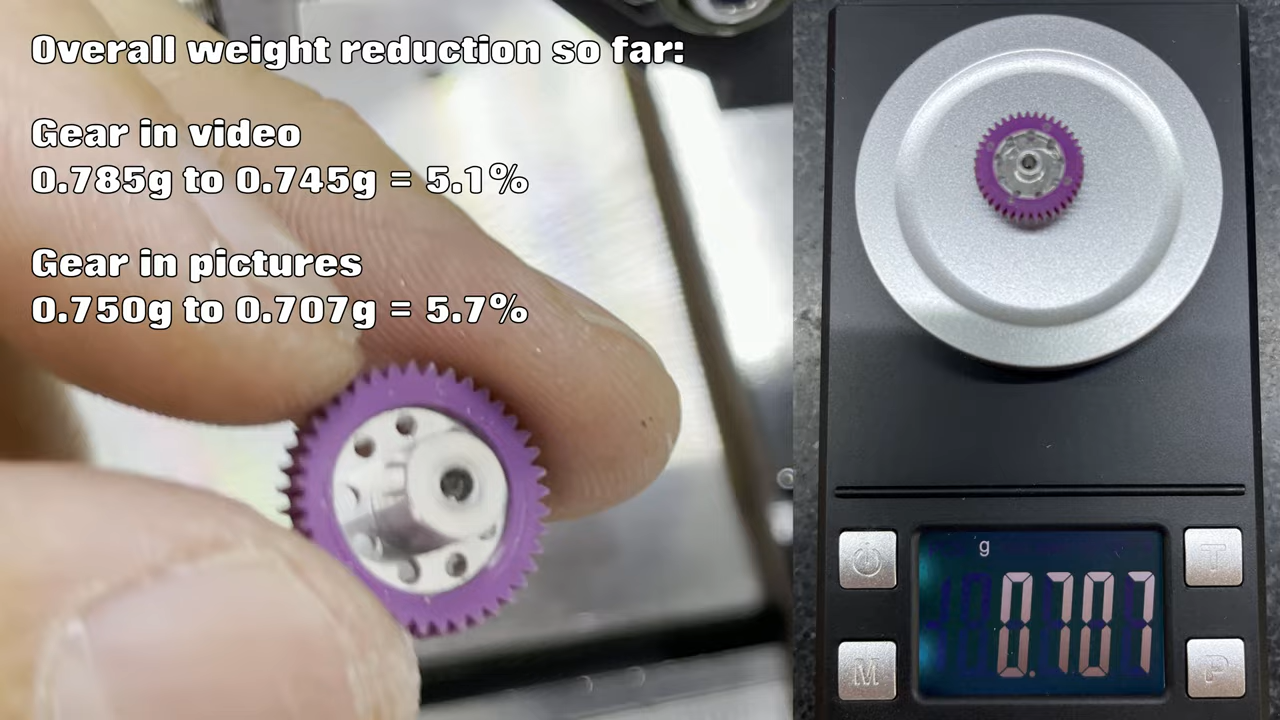 Overall weight reduction so far:
Gear in video
0.785g to 0.745g = 5.1%
Gear in pictures
0.750g to 0.707g = 5.7%
g
0.707
T
M
P